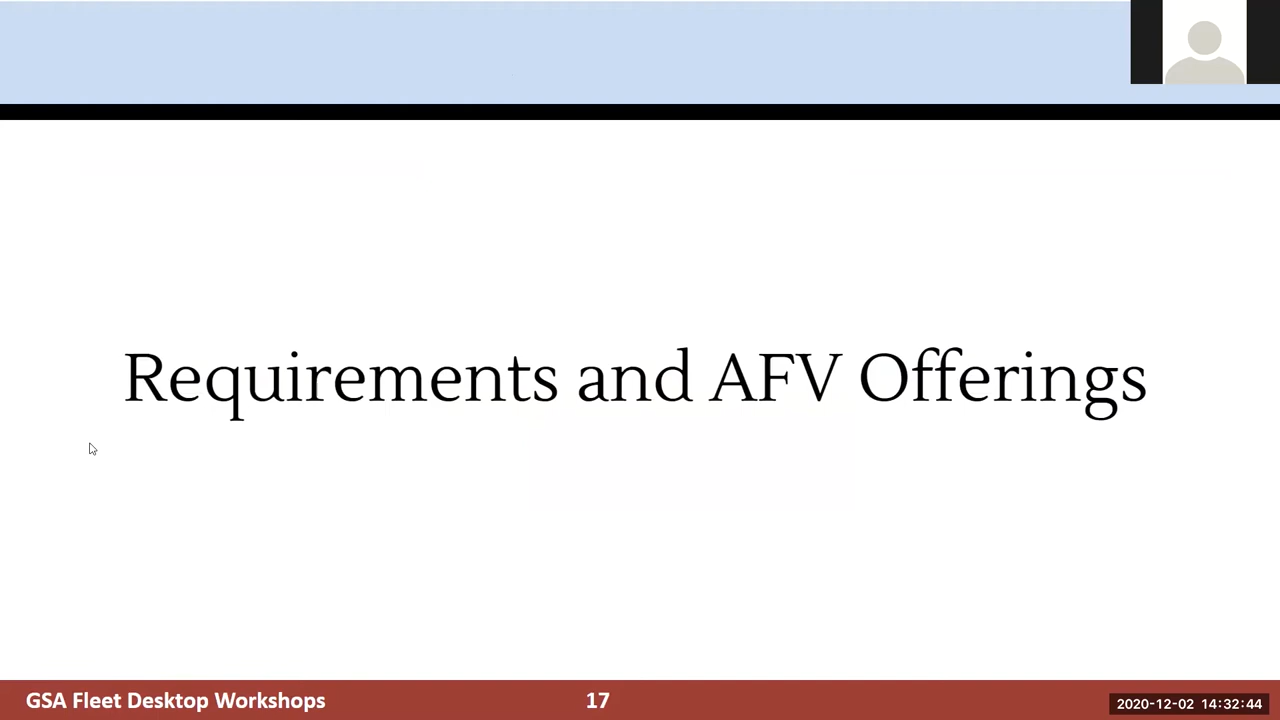 Requirements and AFV Offerings
GSA Fleet Desktop Workshops
17
2020-12-02 14:32:44